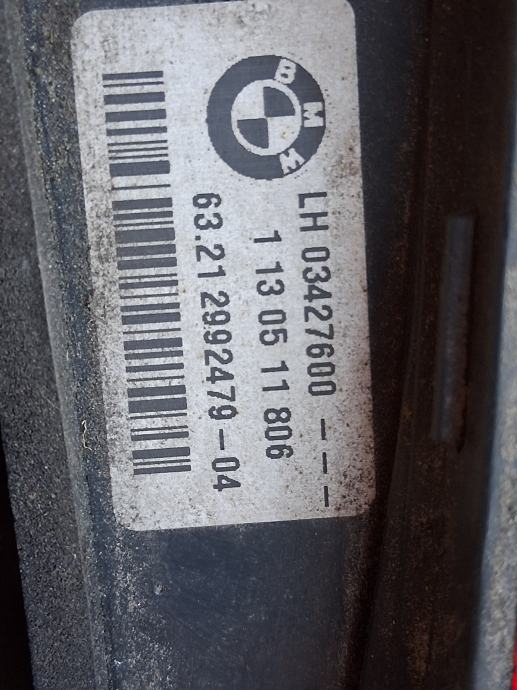 BMW
LH 03427600 ---
1 13 05 11 806
63.21 2992479-04